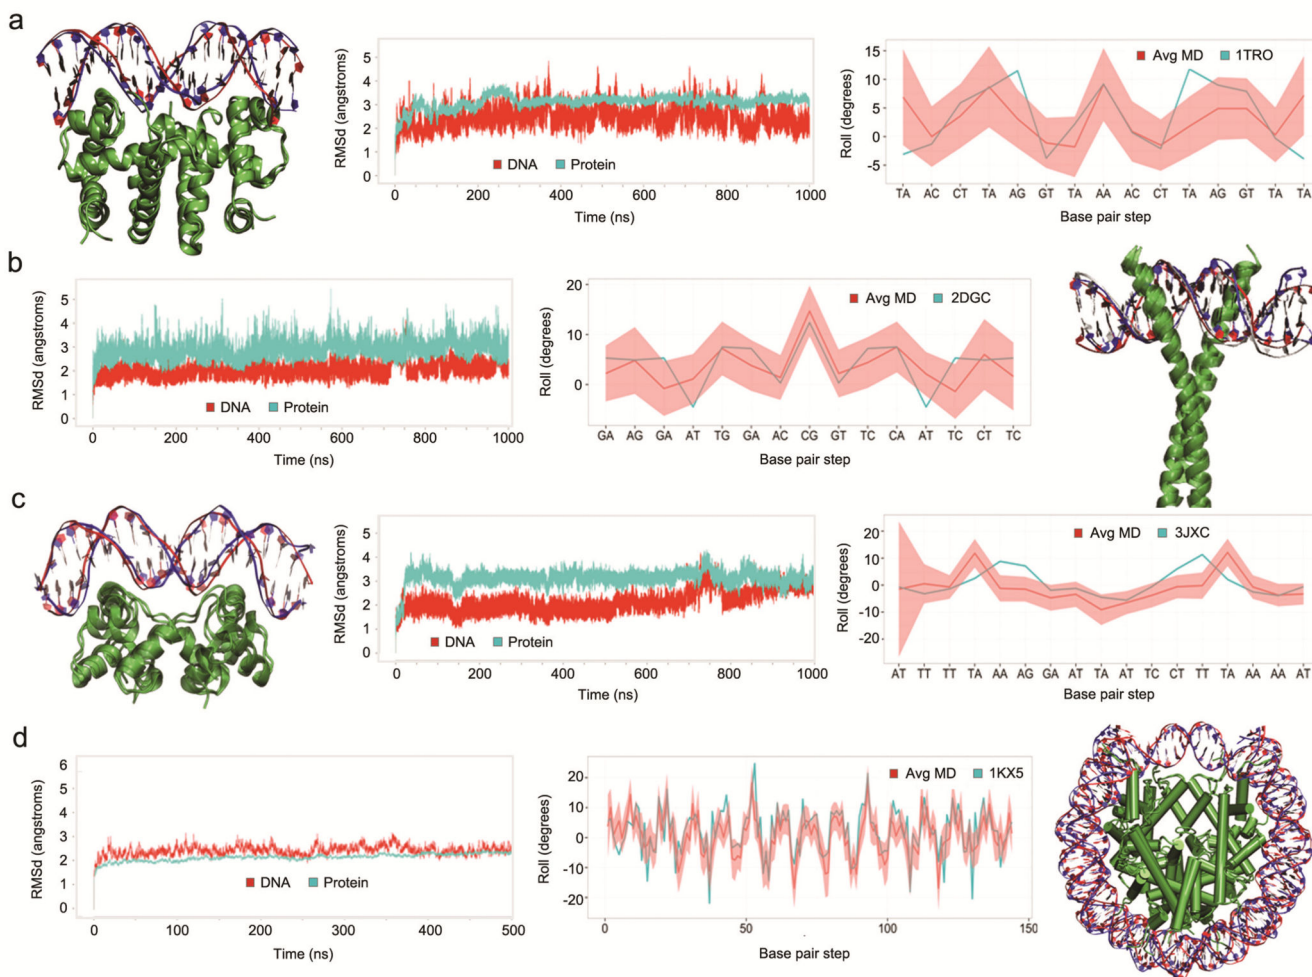 a
RMSd (angstroms)
5
4
3
2
1
0
DNA
Protein
0
200
400
600
800
1000
Time (ns)
Roll (degrees)
15
10
5
0
-5
Avg MD
1TRO
TA AC CT TA AG GT TA AA AC CT TA AG GT TA TA
Base pair step
b
RMSd (angstroms)
5
4
3
2
1
0
DNA
Protein
0
200
400
600
800
1000
Time (ns)
Roll (degrees)
20
10
0
Avg MD
2DGC
GA AG GA AT TG GA AC CG GT TC CA AT TC CT TC
Base pair step
c
RMSd (angstroms)
5
4
3
2
1
0
DNA
Protein
0
200
400
600
800
1000
Time (ns)
Roll (degrees)
20
10
0
-10
-20
Avg MD
3JXC
AT TT TT TA AA AG GA AT TA AT TC CT TT TA AA AA AT
Base pair step
d
RMSd (angstroms)
6
5
4
3
2
1
0
DNA
Protein
0
100
200
300
400
500
Time (ns)
Roll (degrees)
20
10
0
-10
-20
Avg MD
1KX5
0
50
100
150
Base pair step